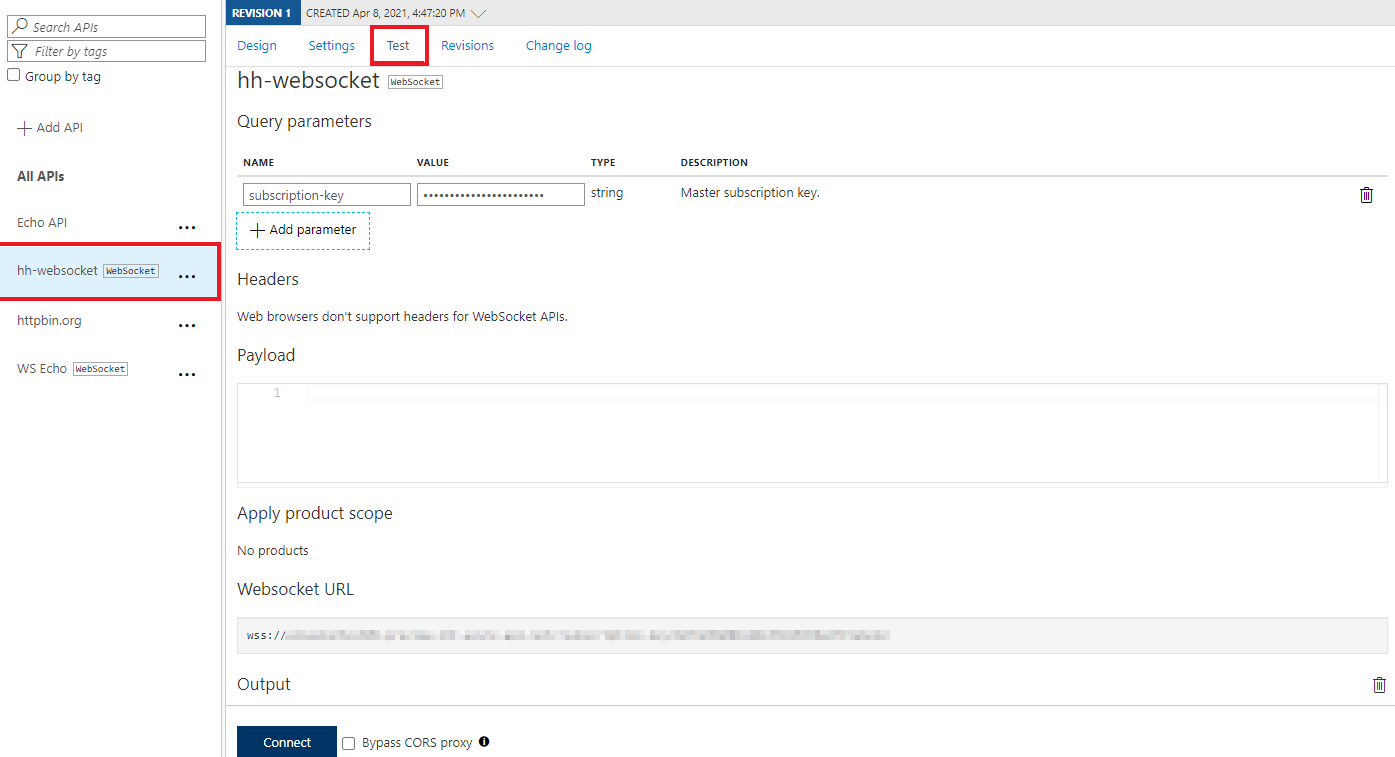 Search APIs
Filter by tags
Group by tag
Add API
All APIs
Echo API
hh-websocket WebSocket
httpbin.org
WS Echo WebSocket
REVISION 1 CREATED Apr 8, 2021, 4:47:20 PM
Design Settings Test Revisions Change log
hh-websocket WebSocket
Query parameters
NAME VALUE TYPE DESCRIPTION
subscription-key ••••••••••••••••••••••• string Master subscription key.
Add parameter
Headers
Web browsers don't support headers for WebSocket APIs.
Payload
1
Apply product scope
No products
Websocket URL
wss://
Output
Connect Bypass CORS proxy